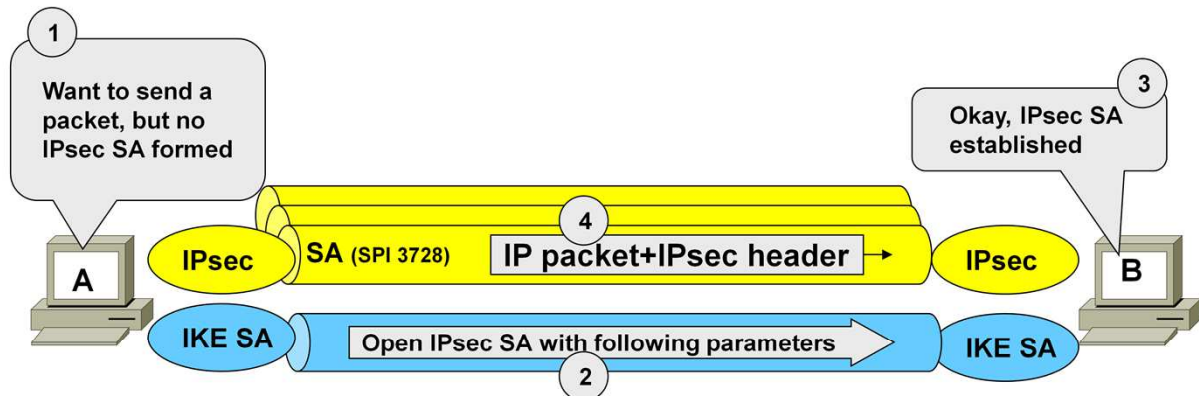 1
Want to send a
packet, but no
IPsec SA formed
3
Okay, IPsec SA
established
4
A
IPsec
SA (SPI 3728)
IP packet+IPsec header
IPsec
B
IKE SA
Open IPsec SA with following parameters
IKE SA
2